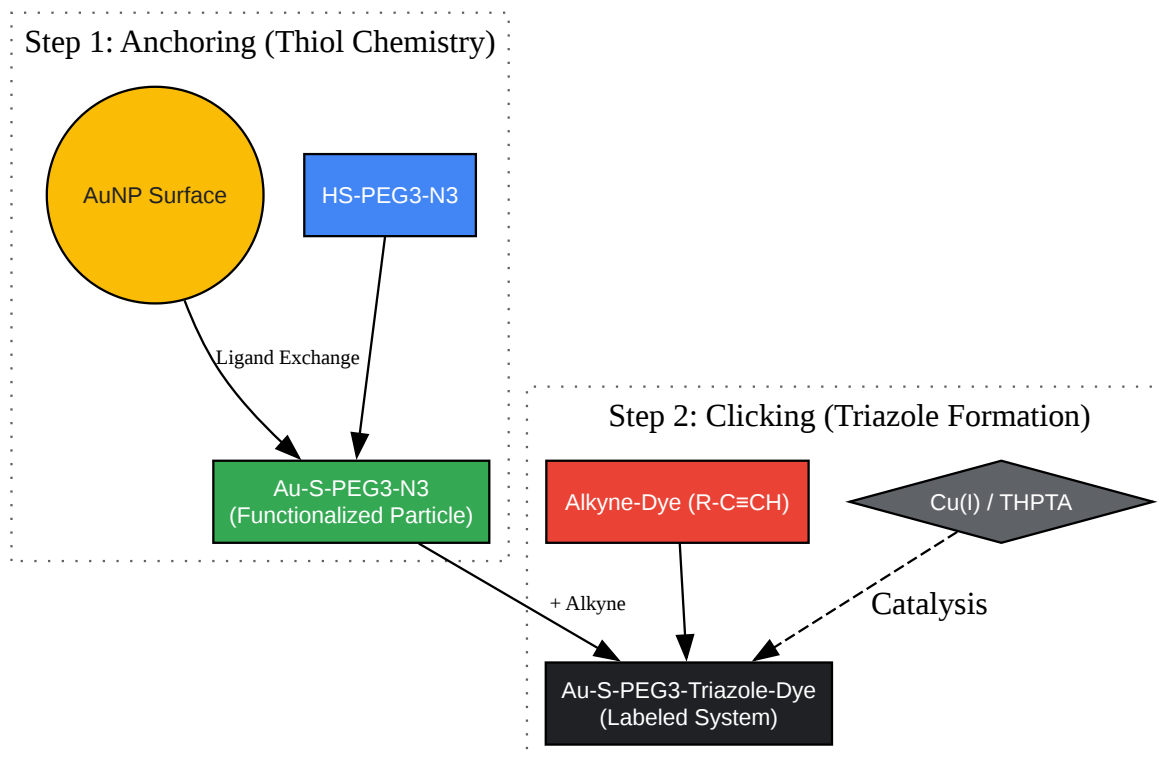 Step 1: Anchoring (Thiol Chemistry)
AuNP Surface
HS-PEG3-N3
Ligand Exchange
Au-S-PEG3-N3
(Functionalized Particle)
Step 2: Clicking (Triazole Formation)
Alkyne-Dye (R-C≡CH)
Cu(I) / THPTA
+ Alkyne
Catalysis
Au-S-PEG3-Triazole-Dye
(Labeled System)